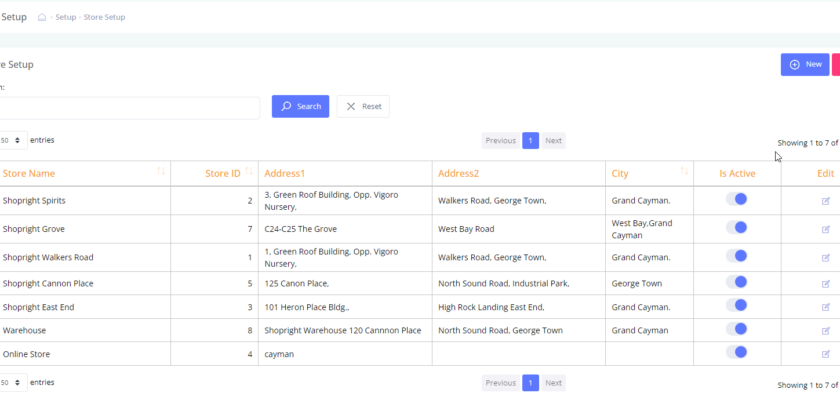 Setup Setup - Store Setup
e Setup New
n:
Search Reset
50 entries Previous 1 Next Showing 1 to 7 of
Store Name Store ID Address1 Address2 City Is Active Edit
Shopright Spirits 2 3, Green Roof Building, Opp. Vigoro Nursery, Walkers Road, George Town, Grand Cayman.
Shopright Grove 7 C24-C25 The Grove West Bay Road West Bay,Grand Cayman
Shopright Walkers Road 1 1, Green Roof Building, Opp. Vigoro Nursery, Walkers Road, George Town, Grand Cayman.
Shopright Cannon Place 5 125 Canon Place, North Sound Road, Industrial Park, George Town
Shopright East End 3 101 Heron Place Bldg., High Rock Landing East End, Grand Cayman.
Warehouse 8 Shopright Warehouse 120 Cannnon Place North Sound Road, George Town Grand Cayman
Online Store 4 cayman
50 entries Previous 1 Next Showing 1 to 7 of